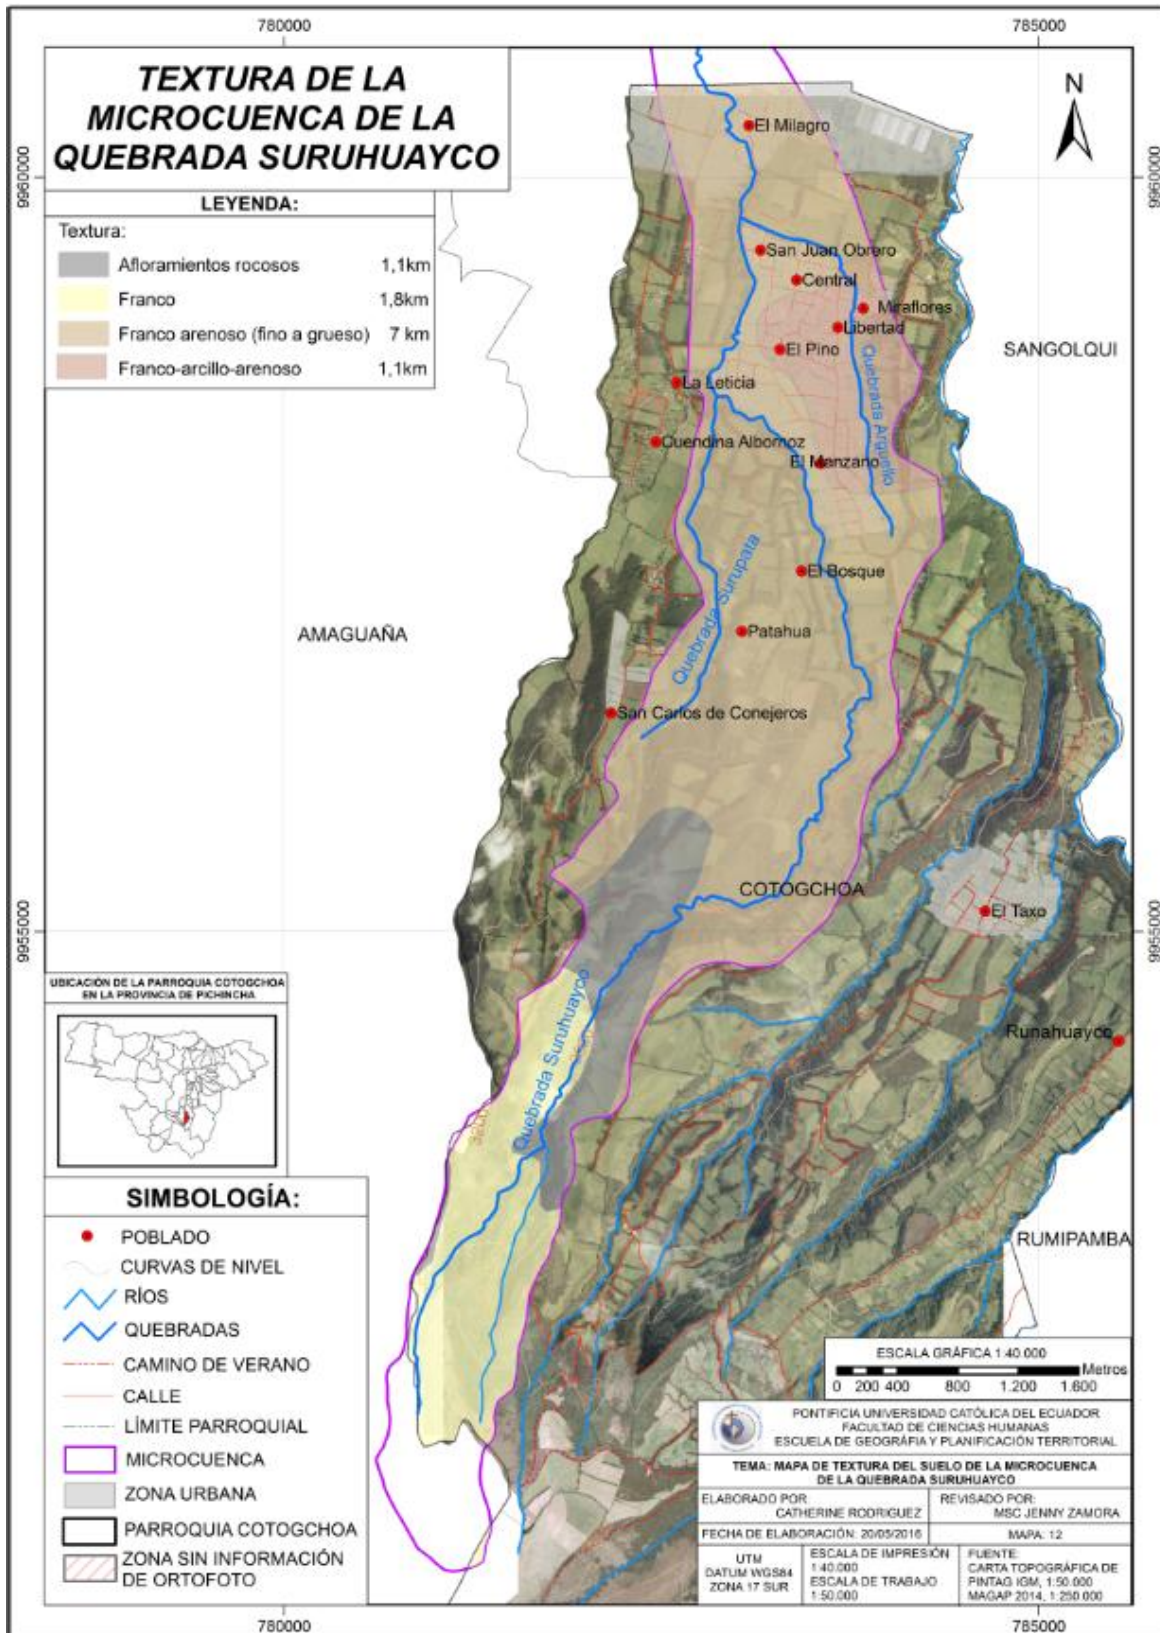 780000
785000
TEXTURA DE LA
MICROCUENCA DE LA
QUEBRADA SURUHUAYCO
LEYENDA:
Textura:
Afloramientos rocosos 1,1km
Franco 1,8km
Franco arenoso (fino a grueso) 7 km
Franco-arcillo-arenoso 1,1km
N
9960000
9960000
El Milagro
San Juan Obrero
Central
Miraflores
Libertad
El Pino
SANGOLQUI
La Leticia
Quebrada Arguello
Cuendina Albornoz
El Manzano
El Bosque
Quebrada Surupata
AMAGUAÑA
Patahua
San Carlos de Conejeros
COTOGCHOA
El Taxo
9955000
9955000
UBICACIÓN DE LA PARROQUIA COTOGCHOA
EN LA PROVINCIA DE PICHINCHA
Quebrada Suruhuayco
Runahuayco
3200
RUMIPAMBA
SIMBOLOGÍA:
POBLADO
CURVAS DE NIVEL
RÍOS
QUEBRADAS
CAMINO DE VERANO
CALLE
LÍMITE PARROQUIAL
MICROCUENCA
ZONA URBANA
PARROQUIA COTOGCHOA
ZONA SIN INFORMACIÓN
DE ORTOFOTO
ESCALA GRÁFICA 1:40.000
Metros
0 200 400 800 1.200 1.600
PONTIFICIA UNIVERSIDAD CATÓLICA DEL ECUADOR
FACULTAD DE CIENCIAS HUMANAS
ESCUELA DE GEOGRÁFIA Y PLANIFICACIÓN TERRITORIAL
TEMA: MAPA DE TEXTURA DEL SUELO DE LA MICROCUENCA
DE LA QUEBRADA SURUHUAYCO
ELABORADO POR:
CATHERINE RODRIGUEZ
REVISADO POR:
MSC JENNY ZAMORA
FECHA DE ELABORACIÓN: 20/05/2016
MAPA: 12
UTM
DATUM WGS84
ZONA 17 SUR
ESCALA DE IMPRESIÓN
1:40.000
ESCALA DE TRABAJO
1:50.000
FUENTE:
CARTA TOPOGRÁFICA DE
PINTAG IGM, 1:50.000
MAGAP 2014, 1:250.000
780000
785000